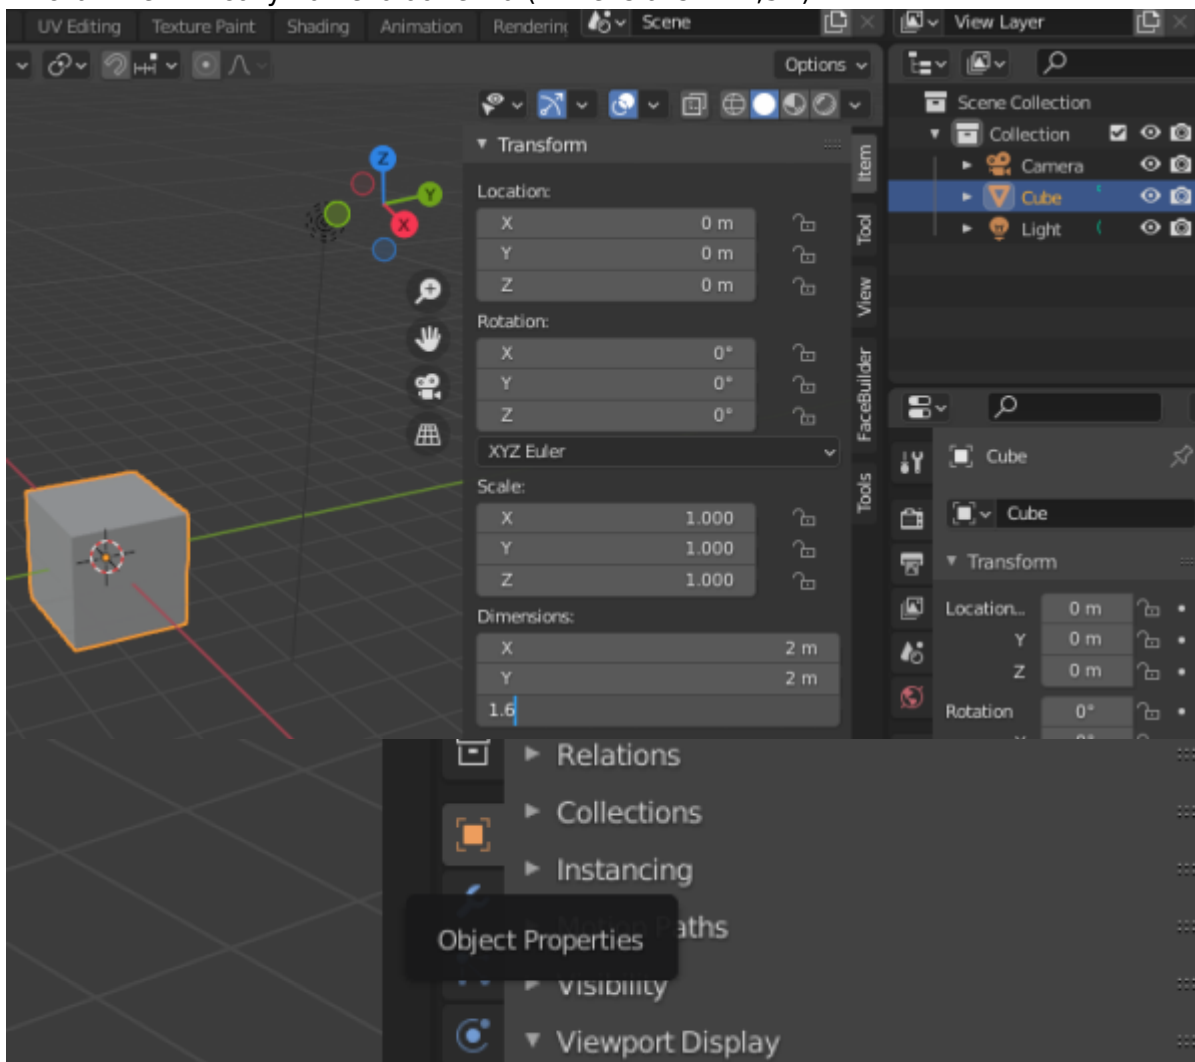 UV Editing Texture Paint Shading Animation Rendering Scene View Layer
Options
Scene Collection
Collection
Camera
Cube
Light
Z
Y
X
Transform
Location:
X 0 m
Y 0 m
Z 0 m
Rotation:
X 0°
Y 0°
Z 0°
XYZ Euler
Scale:
X 1.000
Y 1.000
Z 1.000
Dimensions:
X 2 m
Y 2 m
1.6
Item
Tool
View
FaceBuilder
Tools
Cube
Cube
Transform
Location... 0 m
Y 0 m
Z 0 m
Rotation 0°
Relations
Collections
Instancing
Paths
Object Properties
Visibility
Viewport Display